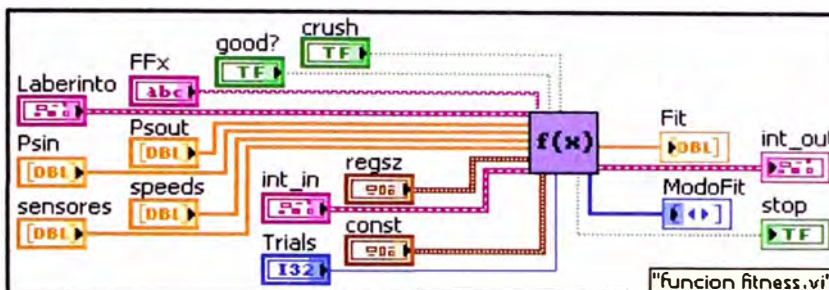 crush
good?
TF
FFx
TF
Laberinto
abc
Psout
Fit
Psin
[DBL]
f(x)
[DBL]
int_out
[DBL]
regsz
speeds
int_in
ModoFit
sensores
[DBL]
const
stop
[DBL]
Trials
TF
I32
"funcion fitness.vi"